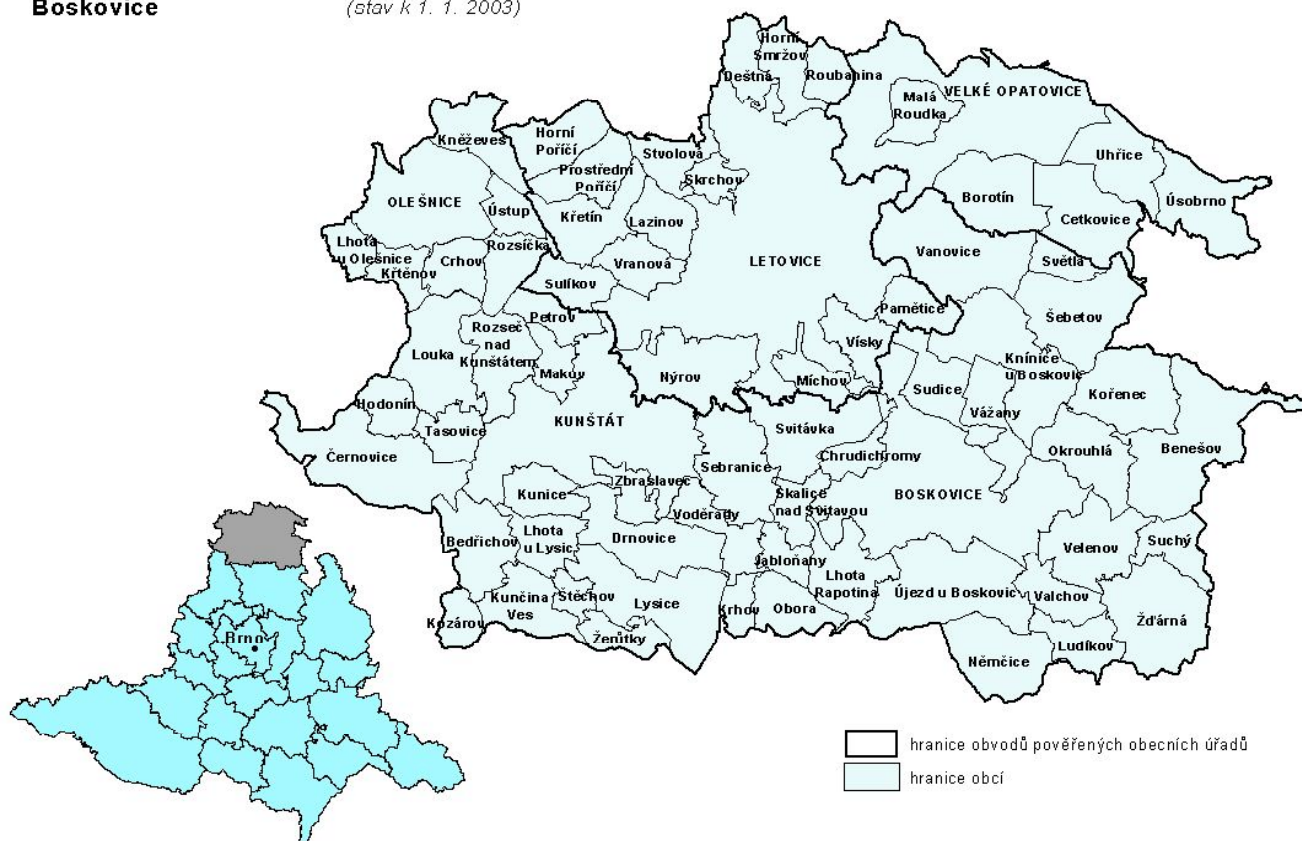 Boskovice
(stav k 1. 1. 2003)
Horní
Smržov
Deštná
Roubanina
VELKÉ OPATOVICE
Malá
Roudka
Kněževes
Horní
Poříčí
Stvolová
Uhřice
Prostřední
Poříčí
Skrchov
OLEŠNICE
Ústup
Křetín
Lazinov
Borotín
Cetkovice
Úsobrno
Lhota
u Olešnice
Křtěnov
Crhov
Rozsíčka
Vranová
LETOVICE
Vanovice
Světlá
Sulíkov
Petrov
Pamětice
Šebetov
Rozseč
nad
Kunštátem
Louka
Makov
Nýrov
Vísky
Míchov
Knínice
u Boskovic
Sudice
Vážany
Kořenec
Hodonín
Tasovice
KUNŠTÁT
Svitávka
Černovice
Sebranice
Chrudichromy
Okrouhlá
Benešov
Kunice
Zbraslavec
Skalice
nad Svitavou
BOSKOVICE
Voděrady
Bedřichov
Lhota
u Lysic
Drnovice
Jabloňany
Velenov
Suchý
Lhota
Rapotina
Kunčina
Ves
Štěchov
Lysice
Krhov
Obora
Újezd u Boskovic
Valchov
Žďárná
Kozárov
Žerůtky
Němčice
Ludíkov
Brno
hranice obvodů pověřených obecních úřadů
hranice obcí